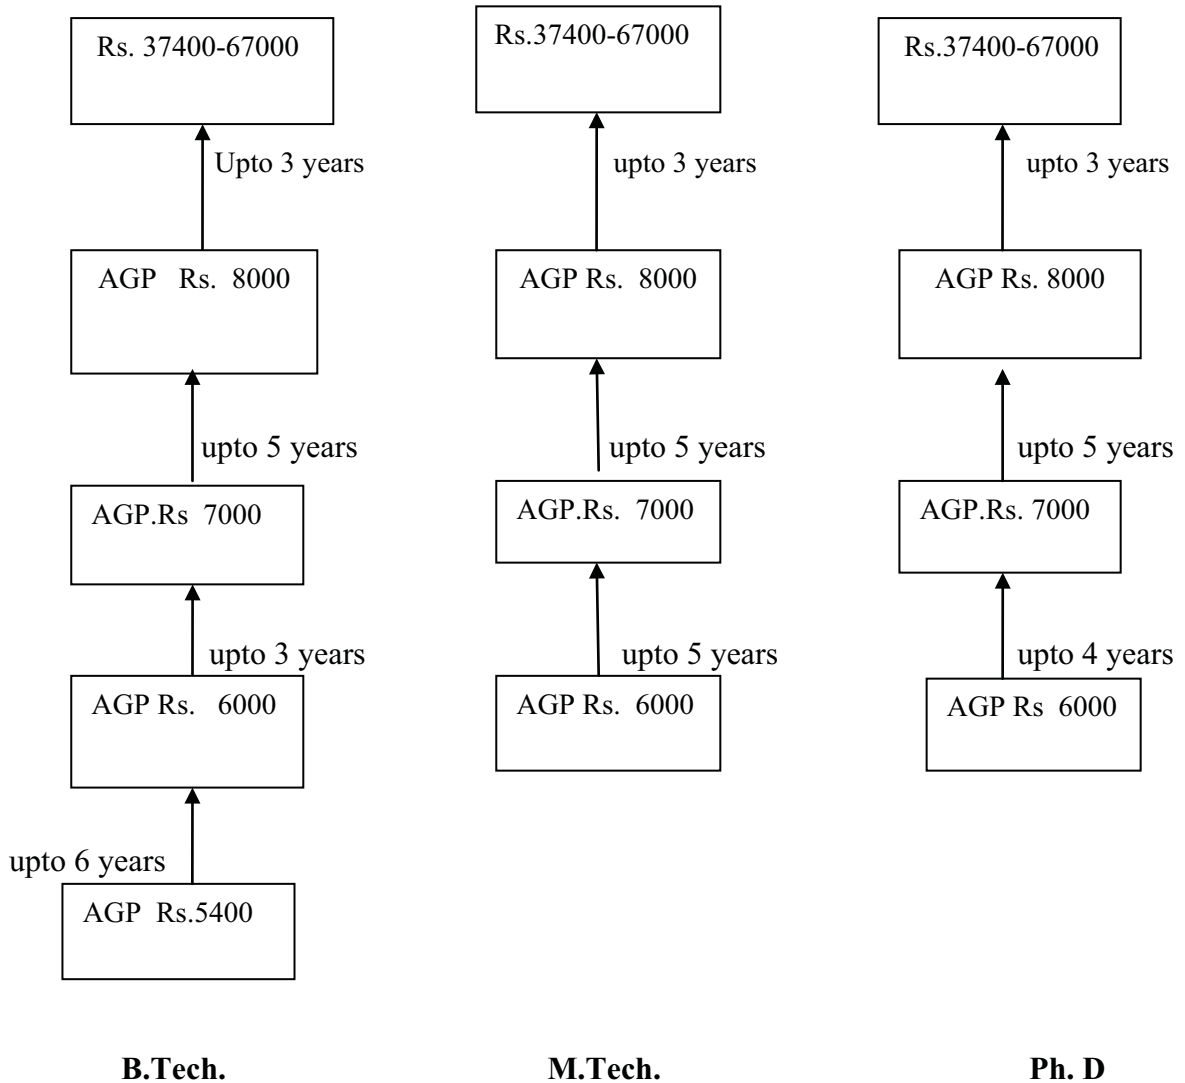 Rs. 37400-67000
Rs.37400-67000
Rs.37400-67000
Upto 3 years
upto 3 years
upto 3 years
AGP Rs. 8000
AGP Rs. 8000
AGP Rs. 8000
upto 5 years
upto 5 years
upto 5 years
AGP.Rs 7000
AGP.Rs. 7000
AGP.Rs. 7000
upto 3 years
upto 5 years
upto 4 years
AGP Rs. 6000
AGP Rs. 6000
AGP Rs 6000
upto 6 years
AGP Rs.5400
B.Tech.
M.Tech.
Ph. D